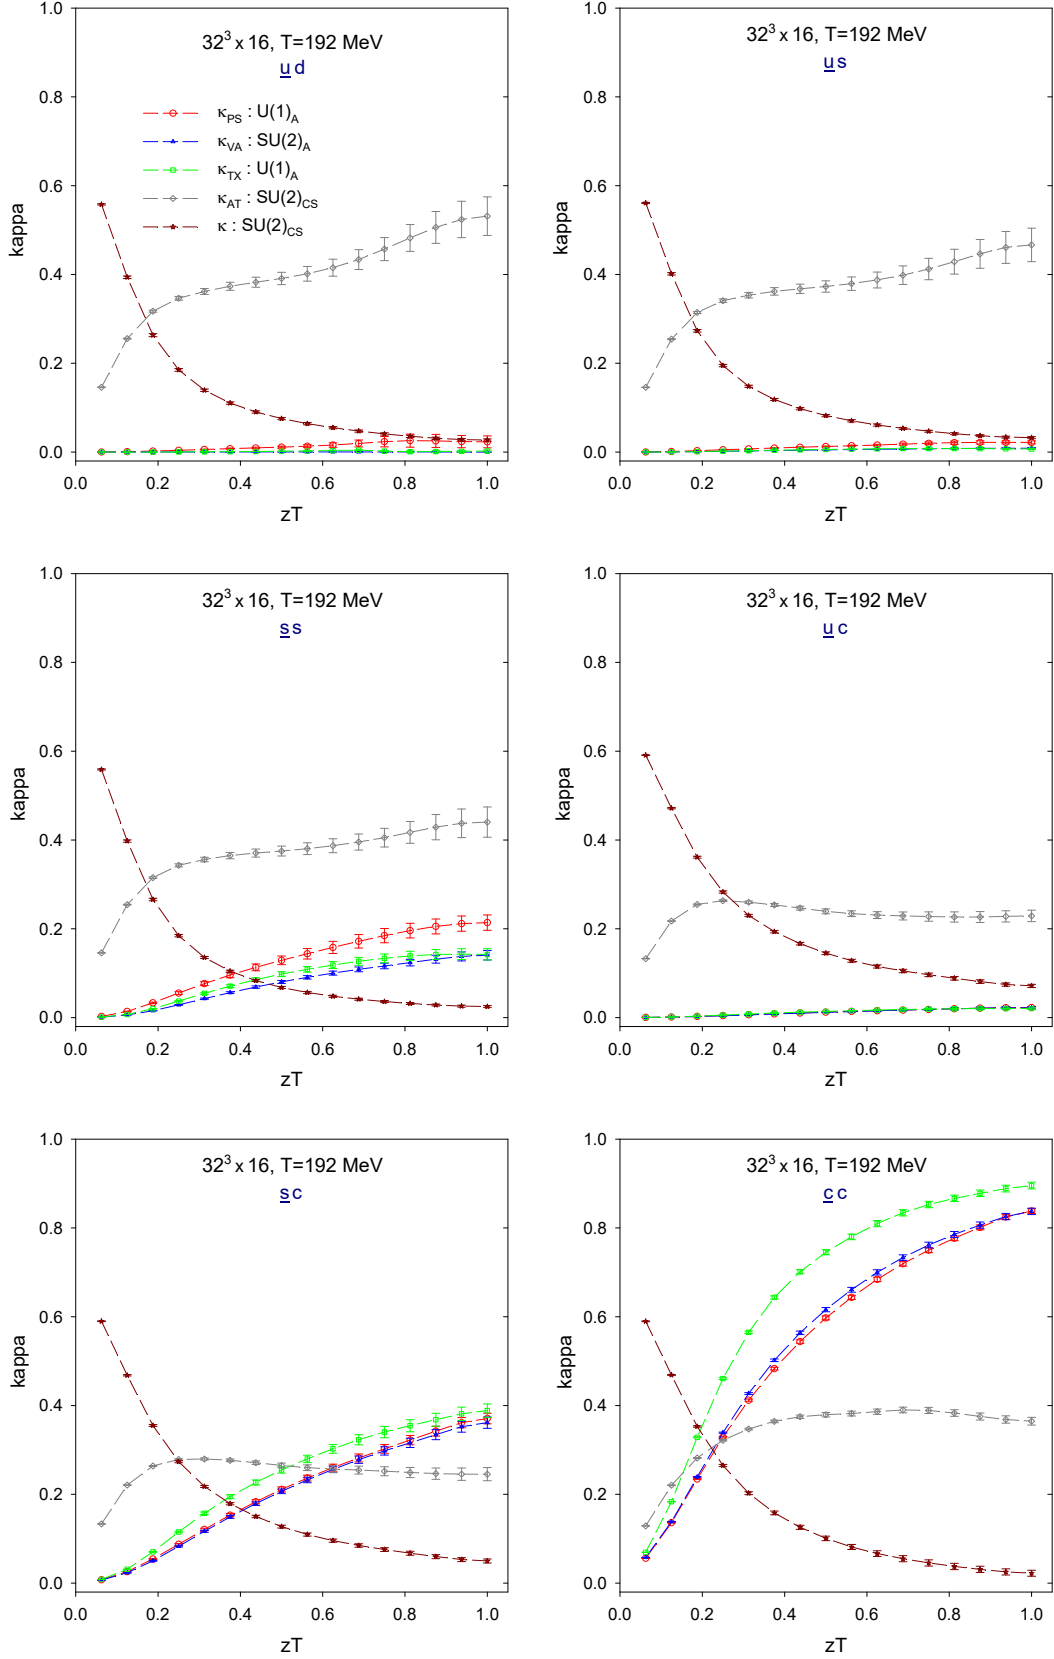 32³ x 16, T=192 MeV
u d
κPS : U(1)A
κVA : SU(2)A
κTX : U(1)A
κAT : SU(2)CS
κ : SU(2)CS
kappa
1.0
0.8
0.6
0.4
0.2
0.0
0.0 0.2 0.4 0.6 0.8 1.0
zT
32³ x 16, T=192 MeV
u s
kappa
1.0
0.8
0.6
0.4
0.2
0.0
0.0 0.2 0.4 0.6 0.8 1.0
zT
32³ x 16, T=192 MeV
s s
kappa
1.0
0.8
0.6
0.4
0.2
0.0
0.0 0.2 0.4 0.6 0.8 1.0
zT
32³ x 16, T=192 MeV
u c
kappa
1.0
0.8
0.6
0.4
0.2
0.0
0.0 0.2 0.4 0.6 0.8 1.0
zT
32³ x 16, T=192 MeV
s c
kappa
1.0
0.8
0.6
0.4
0.2
0.0
0.0 0.2 0.4 0.6 0.8 1.0
zT
32³ x 16, T=192 MeV
c c
kappa
1.0
0.8
0.6
0.4
0.2
0.0
0.0 0.2 0.4 0.6 0.8 1.0
zT